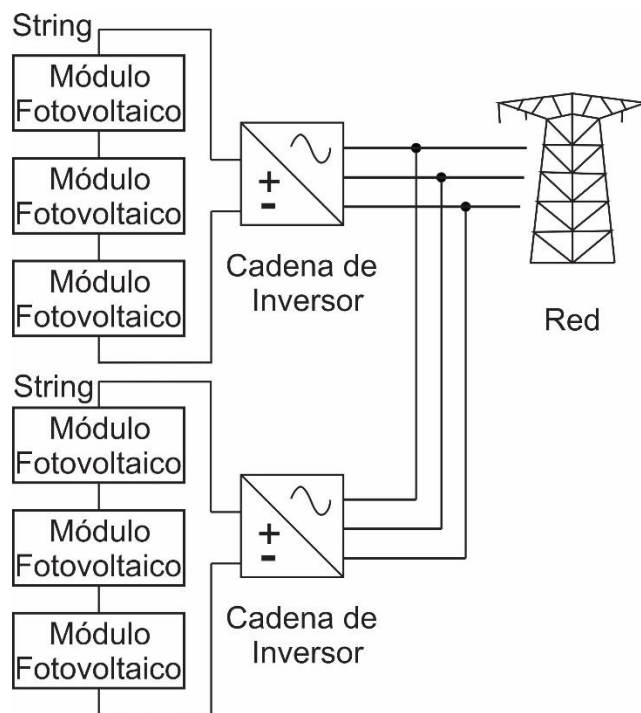 String
Módulo
Fotovoltaico
Módulo
Fotovoltaico
Módulo
Fotovoltaico
+
-
Cadena de
Inversor
Red
String
Módulo
Fotovoltaico
Módulo
Fotovoltaico
Módulo
Fotovoltaico
+
-
Cadena de
Inversor